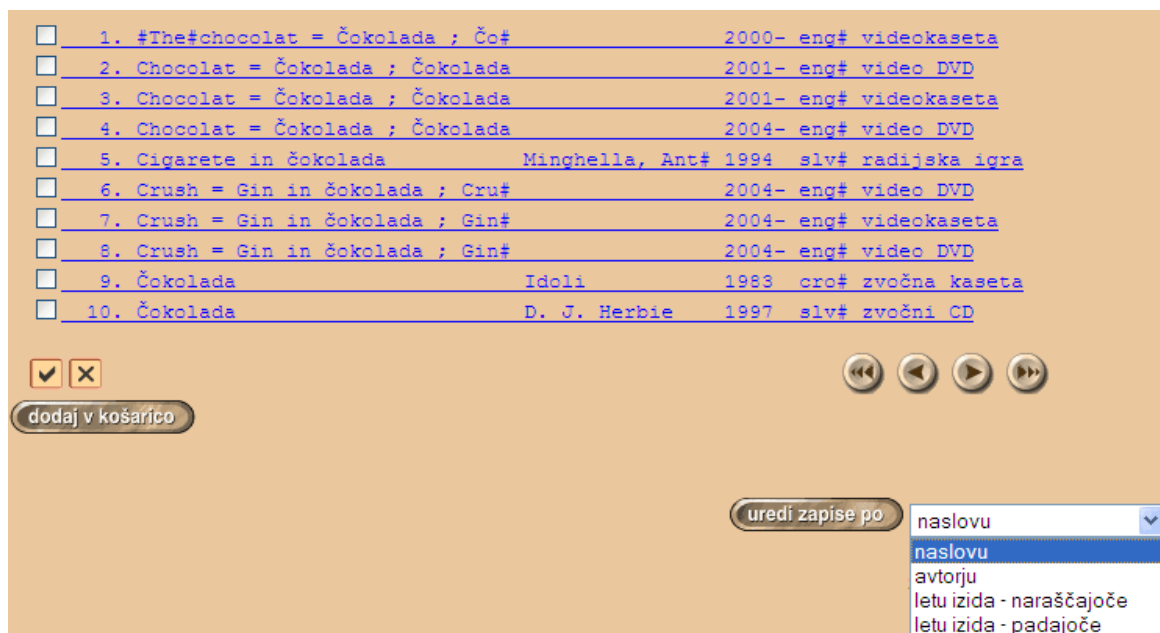 1. #The#chocolat = Čokolada ; Čo# 2000- eng# videokaseta
2. Chocolat = Čokolada ; Čokolada 2001- eng# video DVD
3. Chocolat = Čokolada ; Čokolada 2001- eng# videokaseta
4. Chocolat = Čokolada ; Čokolada 2004- eng# video DVD
5. Cigarete in čokolada Minghella, Ant# 1994 slv# radijska igra
6. Crush = Gin in čokolada ; Cru# 2004- eng# video DVD
7. Crush = Gin in čokolada ; Gin# 2004- eng# videokaseta
8. Crush = Gin in čokolada ; Gin# 2004- eng# video DVD
9. Čokolada Idoli 1983 cro# zvočna kaseta
10. Čokolada D. J. Herbie 1997 slv# zvočni CD
dodaj v košarico
uredi zapise po naslovu
naslovu
avtorju
letu izida - naraščajoče
letu izida - padajoče